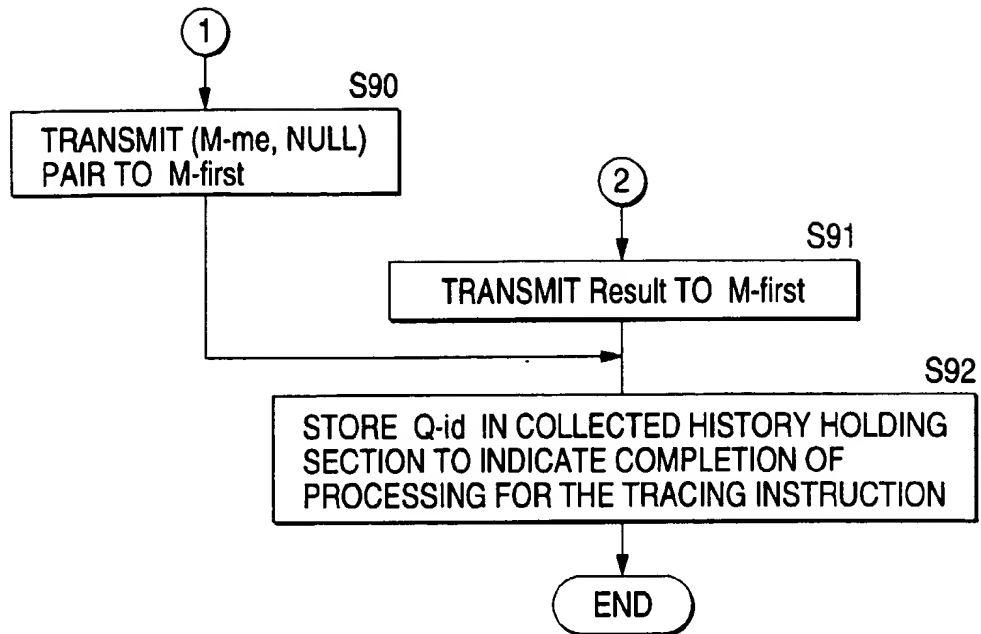 1
S90
TRANSMIT (M-me, NULL)
PAIR TO M-first
2
S91
TRANSMIT Result TO M-first
S92
STORE Q-id IN COLLECTED HISTORY HOLDING
SECTION TO INDICATE COMPLETION OF
PROCESSING FOR THE TRACING INSTRUCTION
END